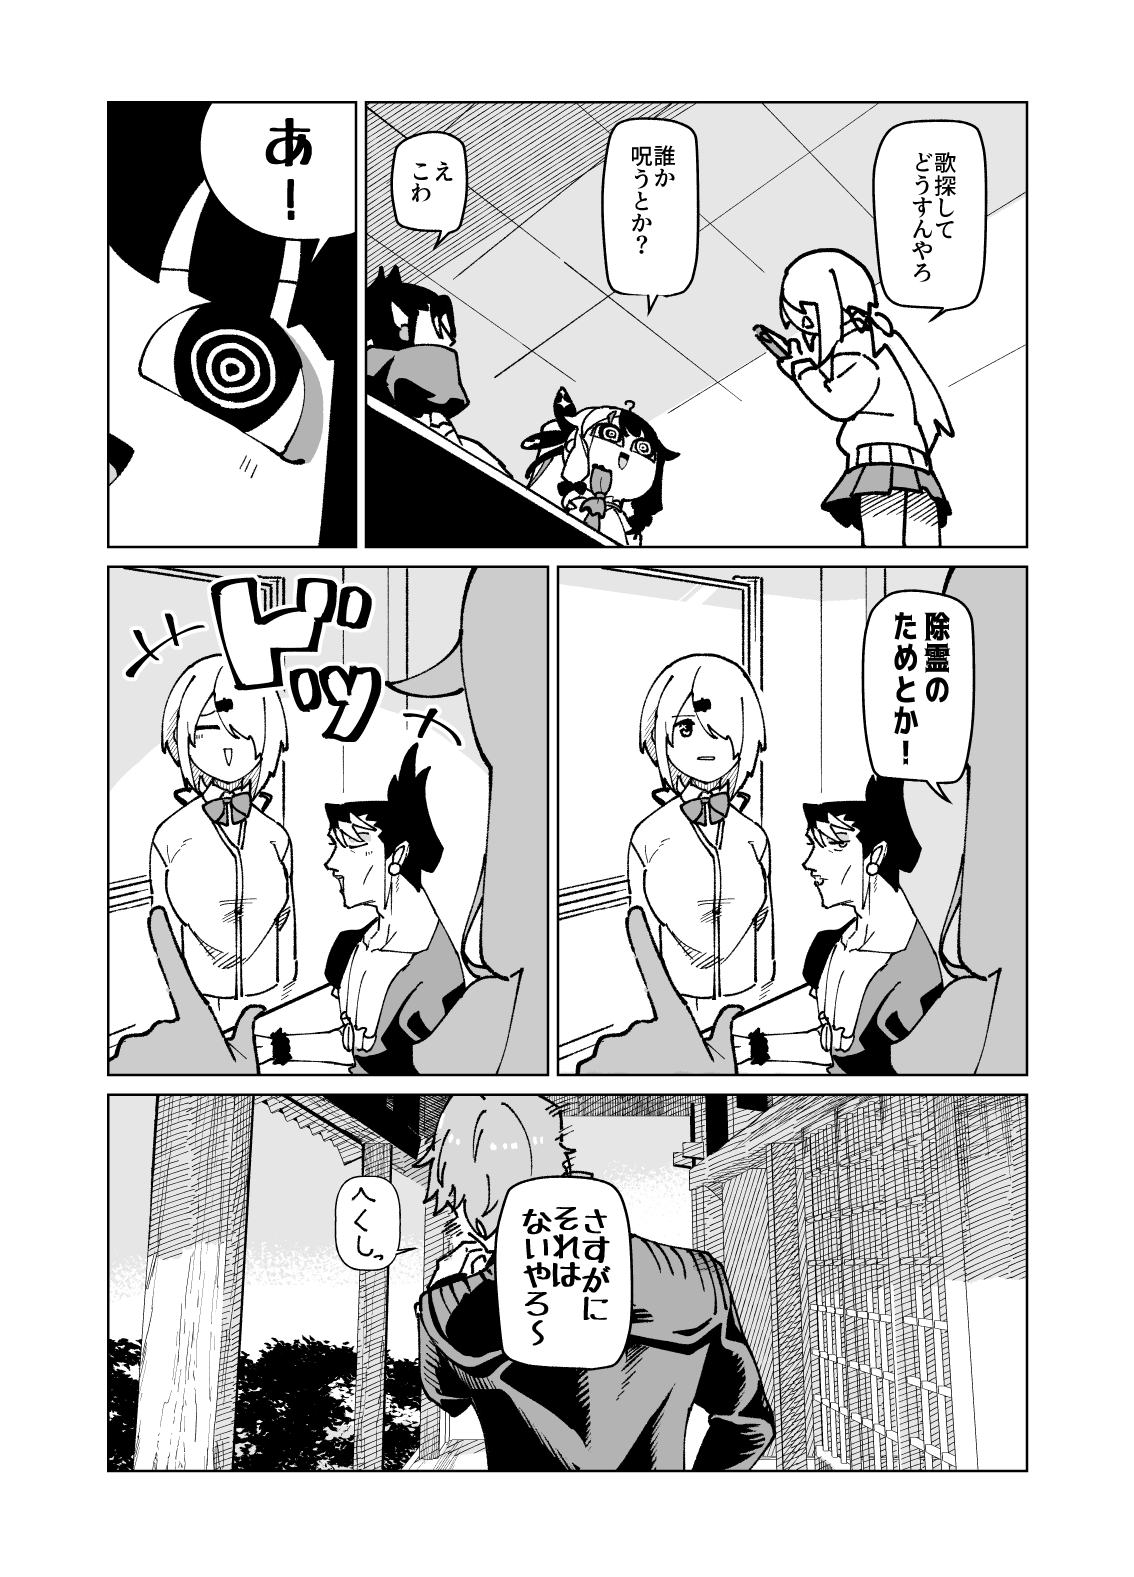 歌探して
どうすんやろ
誰か
呪うとか？
え
こわ
あ！
除霊の
ためとか！
ドッ
さすがに
それは
ないやろ～
へくしっ